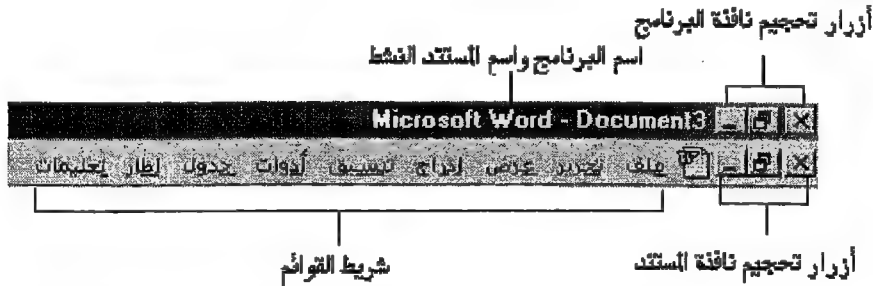 أزرار تحجيم نافذة البرنامج
اسم البرنامج واسم المستند النشط
Microsoft Word - Document3
ملف تحرير عرض إدراج تنسيق أدوات جدول إطار تعليمات
أزرار تحجيم نافذة المستند
شريط القوائم